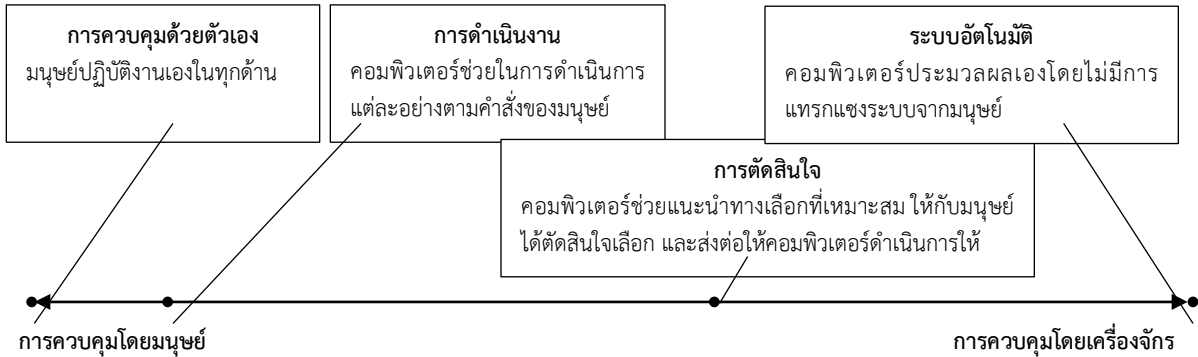 การควบคุมด้วยตัวเอง
มนุษย์ปฏิบัติงานเองในทุกด้าน
การดำเนินงาน
คอมพิวเตอร์ช่วยในการดำเนินการ
แต่ละอย่างตามคำสั่งของมนุษย์
ระบบอัตโนมัติ
คอมพิวเตอร์ประมวลผลเองโดยไม่มีการ
แทรกแซงระบบจากมนุษย์
การตัดสินใจ
คอมพิวเตอร์ช่วยแนะนำทางเลือกที่เหมาะสม ให้กับมนุษย์
ได้ตัดสินใจเลือก และส่งต่อให้คอมพิวเตอร์ดำเนินการให้
การควบคุมโดยมนุษย์
การควบคุมโดยเครื่องจักร